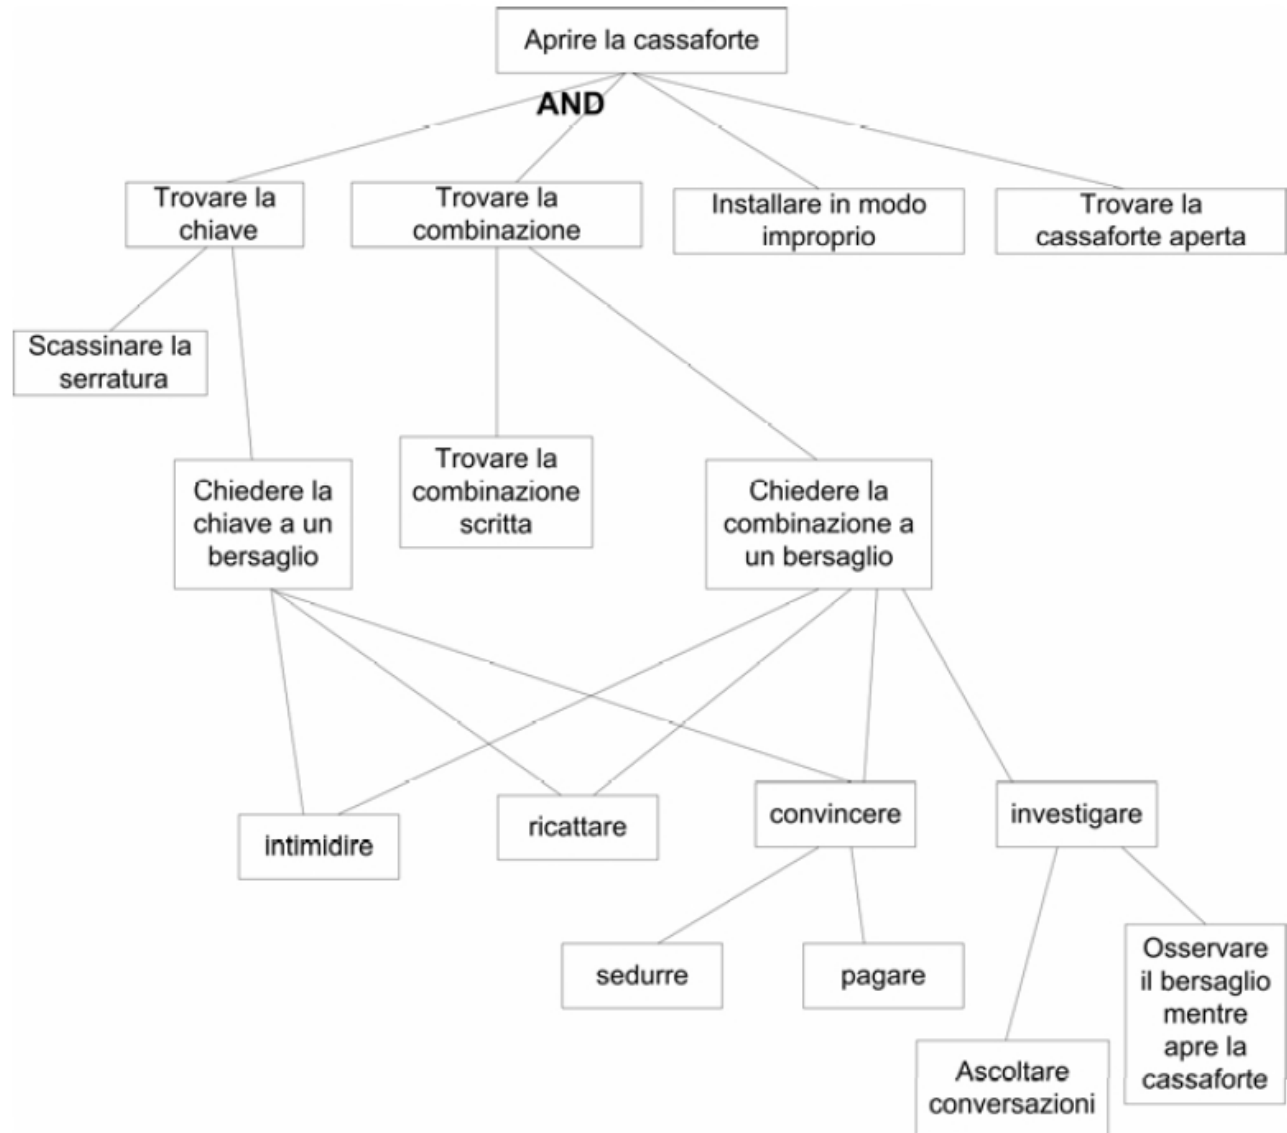 Aprire la cassaforte
AND
Trovare la
chiave
Trovare la
combinazione
Installare in modo
improprio
Trovare la
cassaforte aperta
Scassinare la
serratura
Chiedere la
chiave a un
bersaglio
Trovare la
combinazione
scritta
Chiedere la
combinazione a
un bersaglio
intimidire
ricattare
convincere
investigare
sedurre
pagare
Ascoltare
conversazioni
Osservare
il bersaglio
mentre
apre la
cassaforte